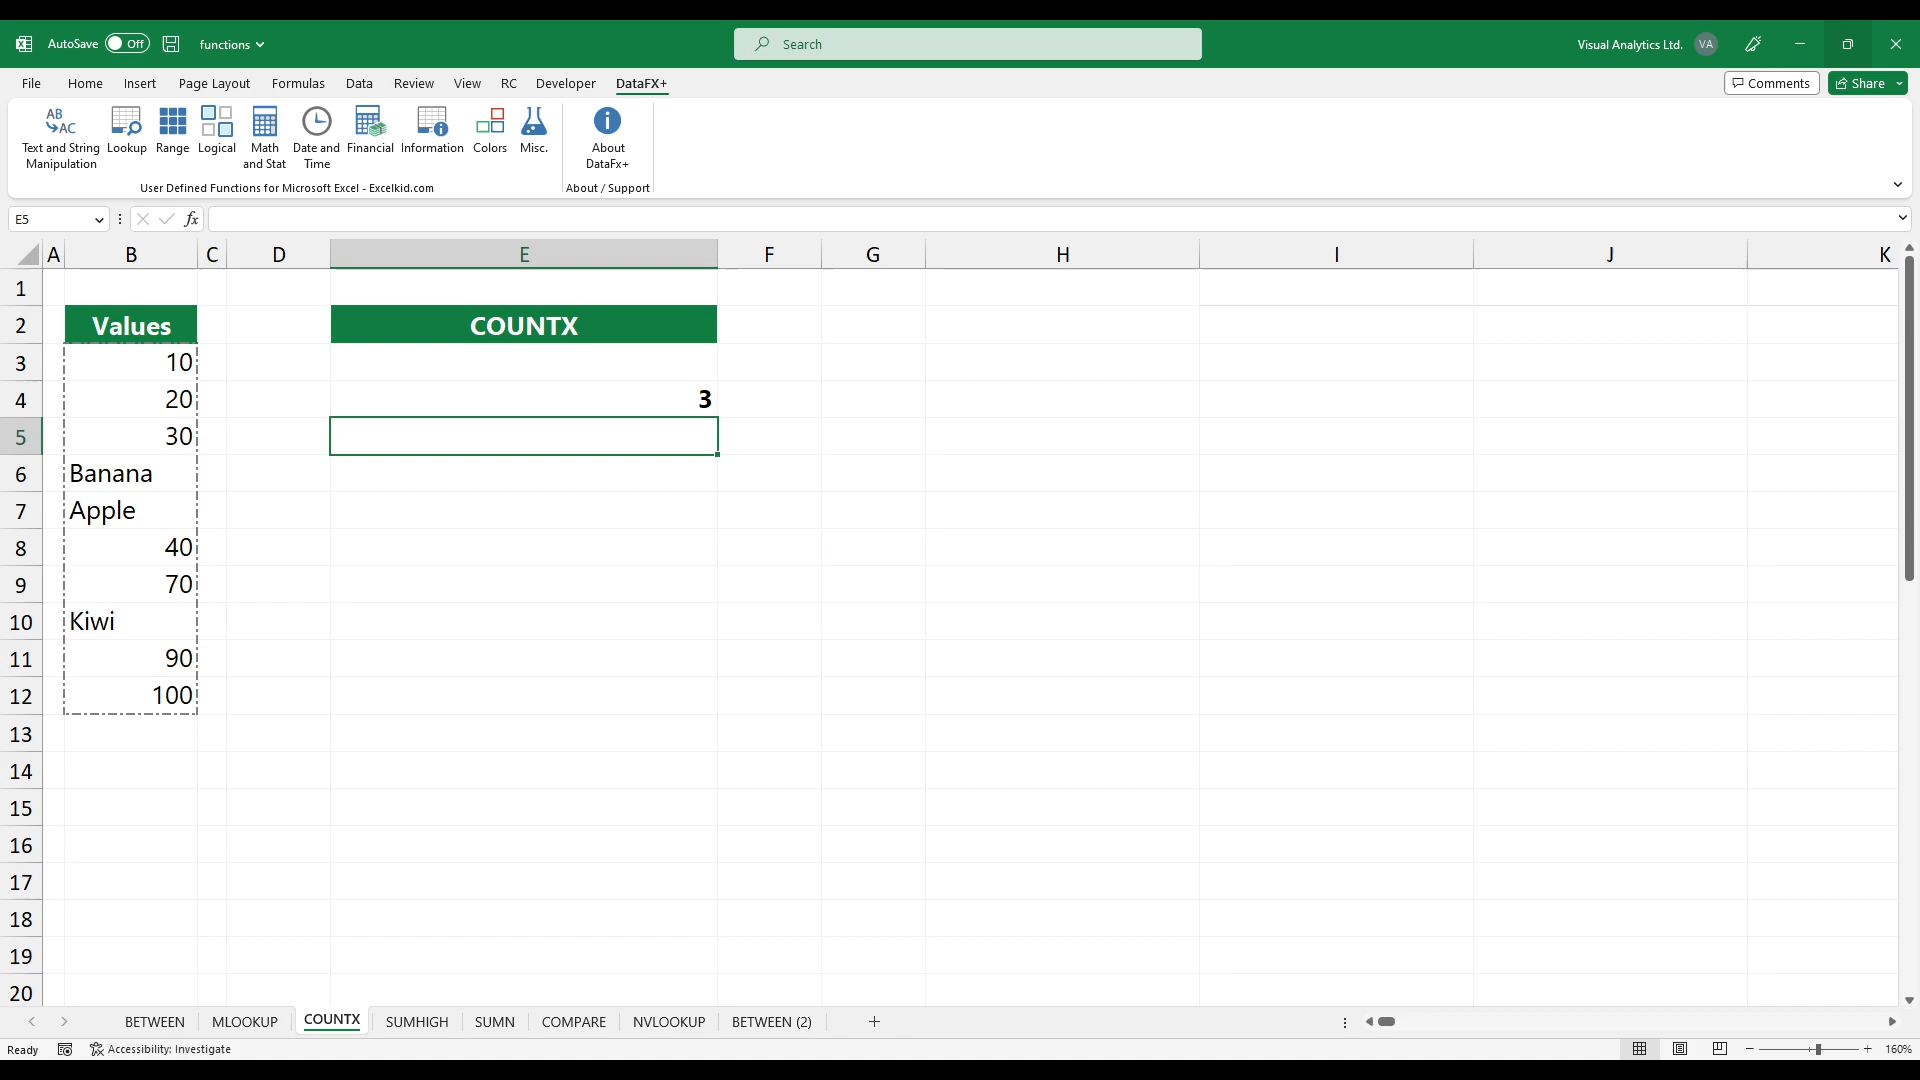 AutoSave Off functions Search Visual Analytics Ltd. VA
File Home Insert Page Layout Formulas Data Review View RC Developer DataFX+ Comments Share
AB
AC
Text and String Lookup Range Logical Math Date and Financial Information Colors Misc. About
Manipulation and Stat Time DataFx+
User Defined Functions for Microsoft Excel - Excelkid.com About / Support
E5 fx
A B C D E F G H I J K
1
2 Values COUNTX
3 10
4 20 3
5 30
6 Banana
7 Apple
8 40
9 70
10 Kiwi
11 90
12 100
13
14
15
16
17
18
19
20
BETWEEN MLOOKUP COUNTX SUMHIGH SUMN COMPARE NVLOOKUP BETWEEN (2)
Ready Accessibility: Investigate 160%